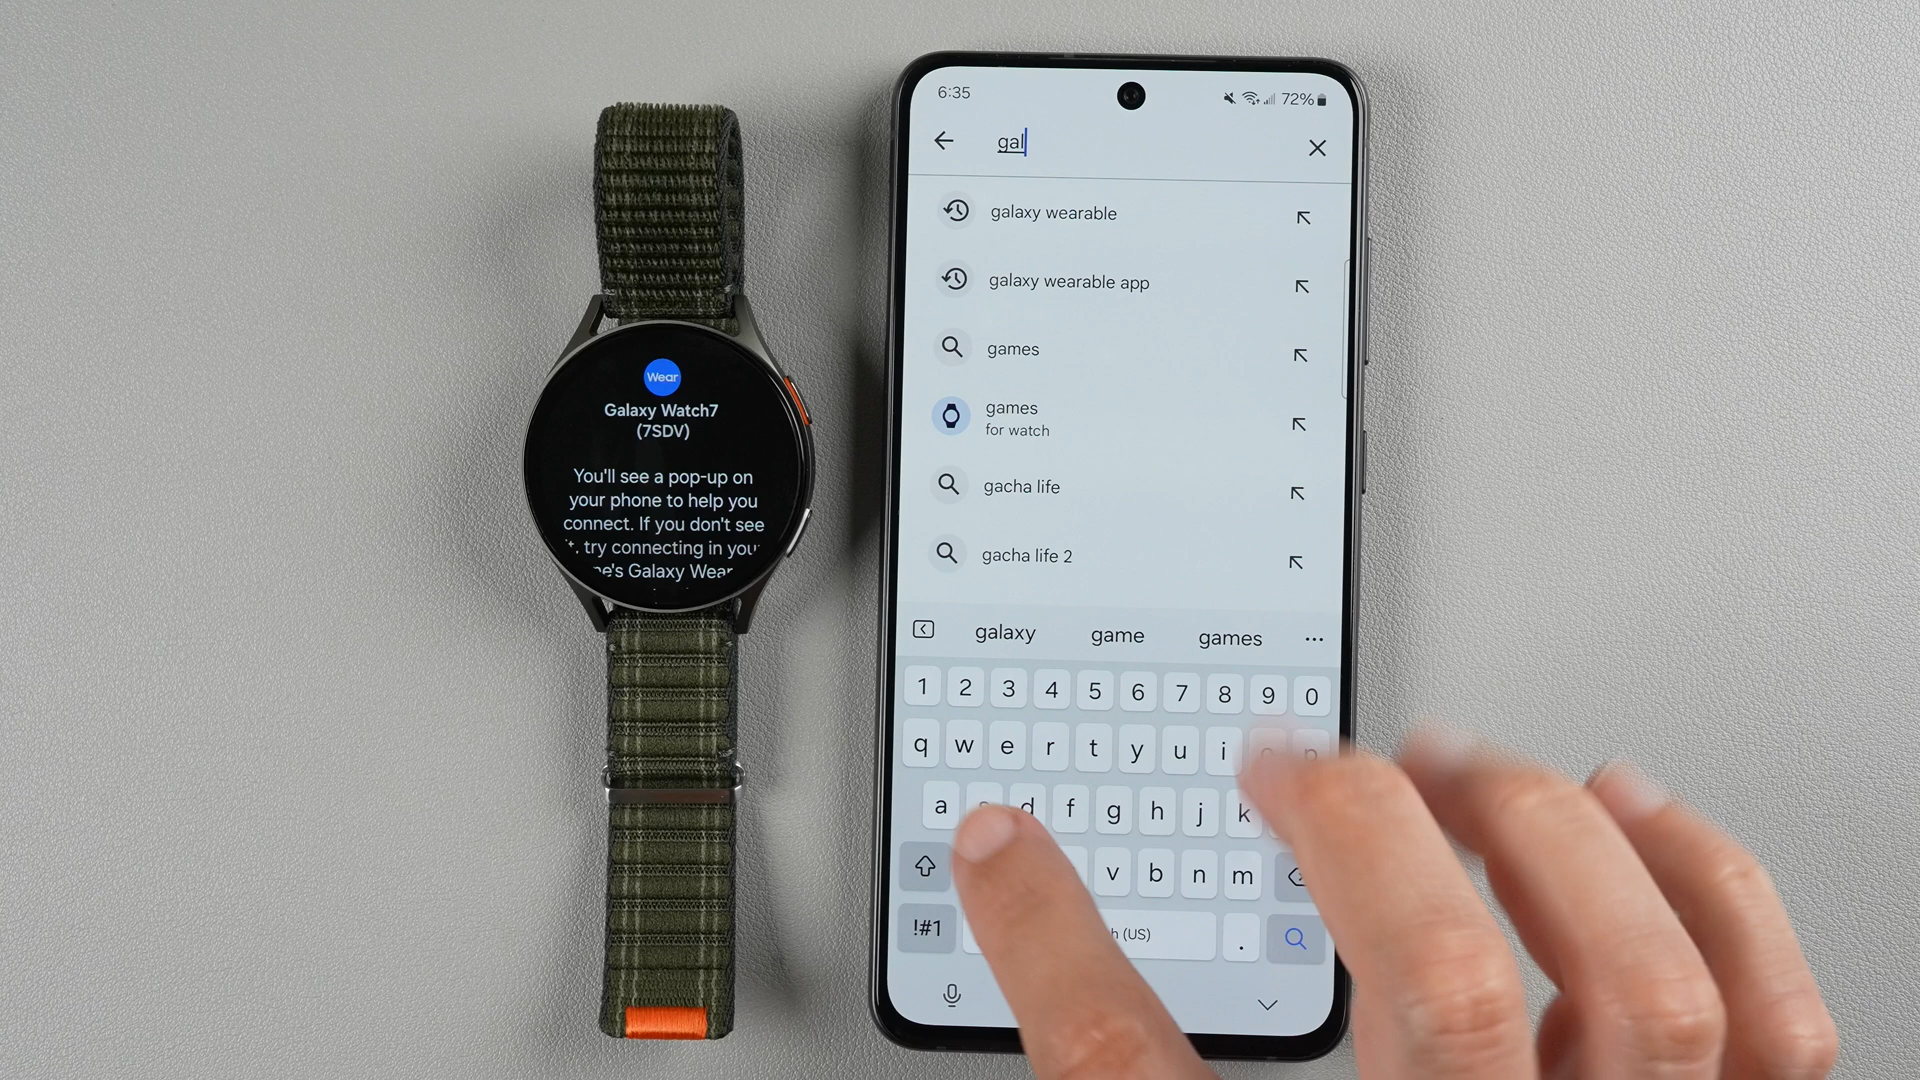 Wear
Galaxy Watch7
(7SDV)
You'll see a pop-up on
your phone to help you
connect. If you don't see
try connecting in your
Galaxy Wear
6:35
72%
gal
galaxy wearable
galaxy wearable app
games
games
for watch
gacha life
gacha life 2
galaxy game games
1 2 3 4 5 6 7 8 9 0
q w e r t y u i
a d f g h j k
v b n m
!#1 (US) .